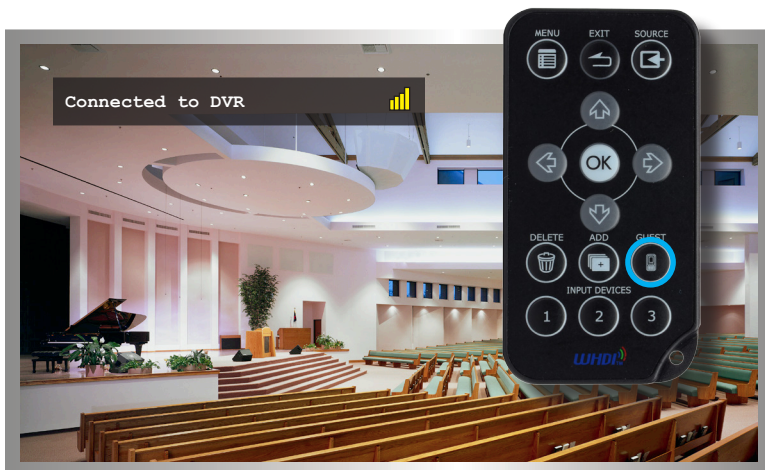 Connected to DVR
MENU EXIT SOURCE
OK
DELETE ADD GUEST
INPUT DEVICES
1 2 3
WHDI